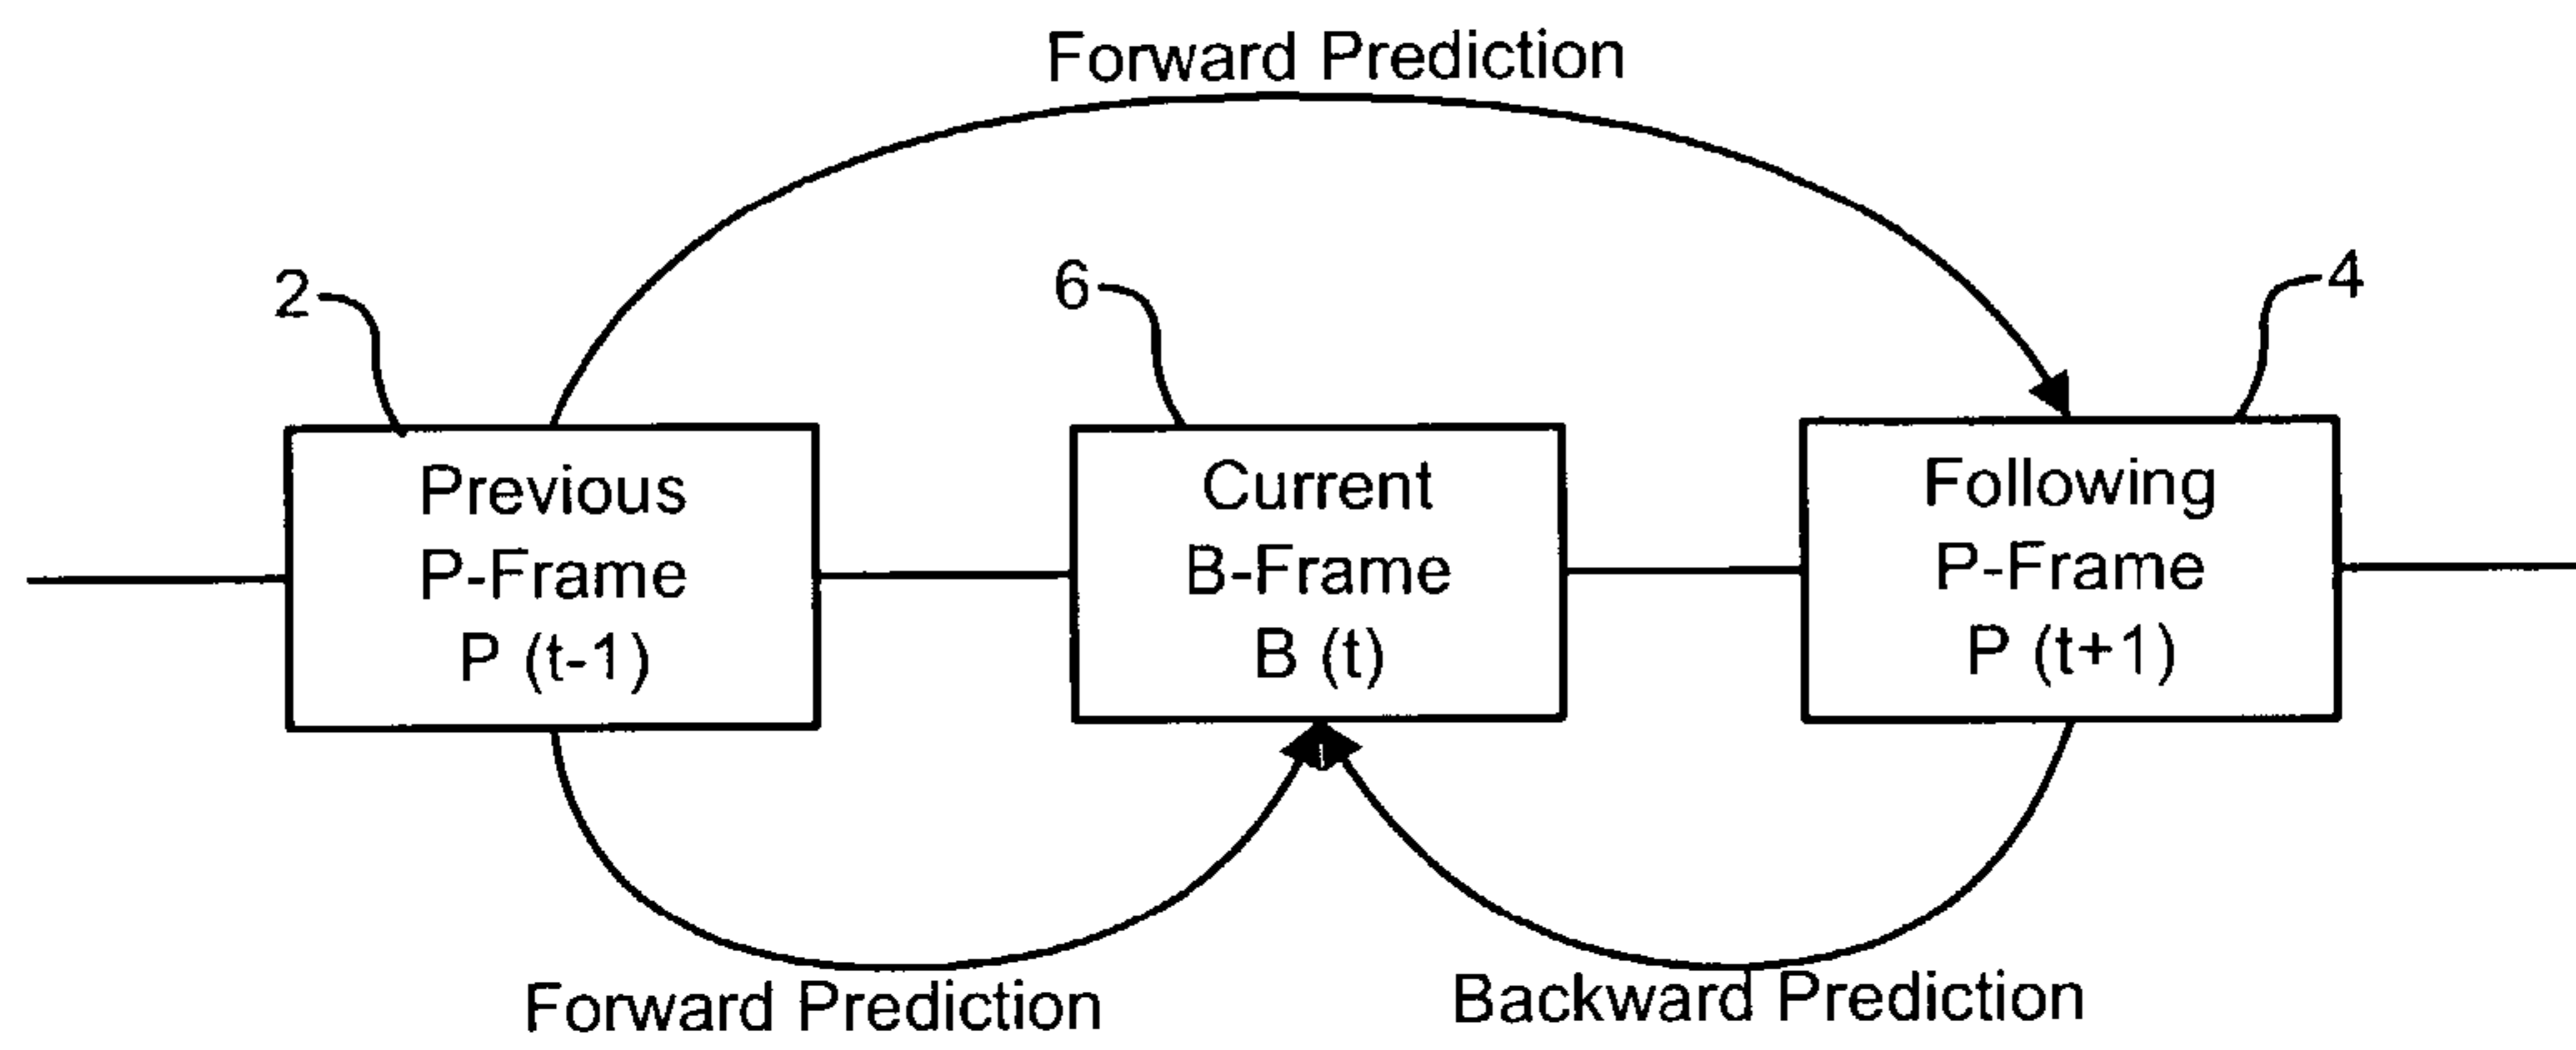 Forward Prediction
2
6
4
Previous
P-Frame
P (t-1)
Current
B-Frame
B (t)
Following
P-Frame
P (t+1)
Forward Prediction
Backward Prediction